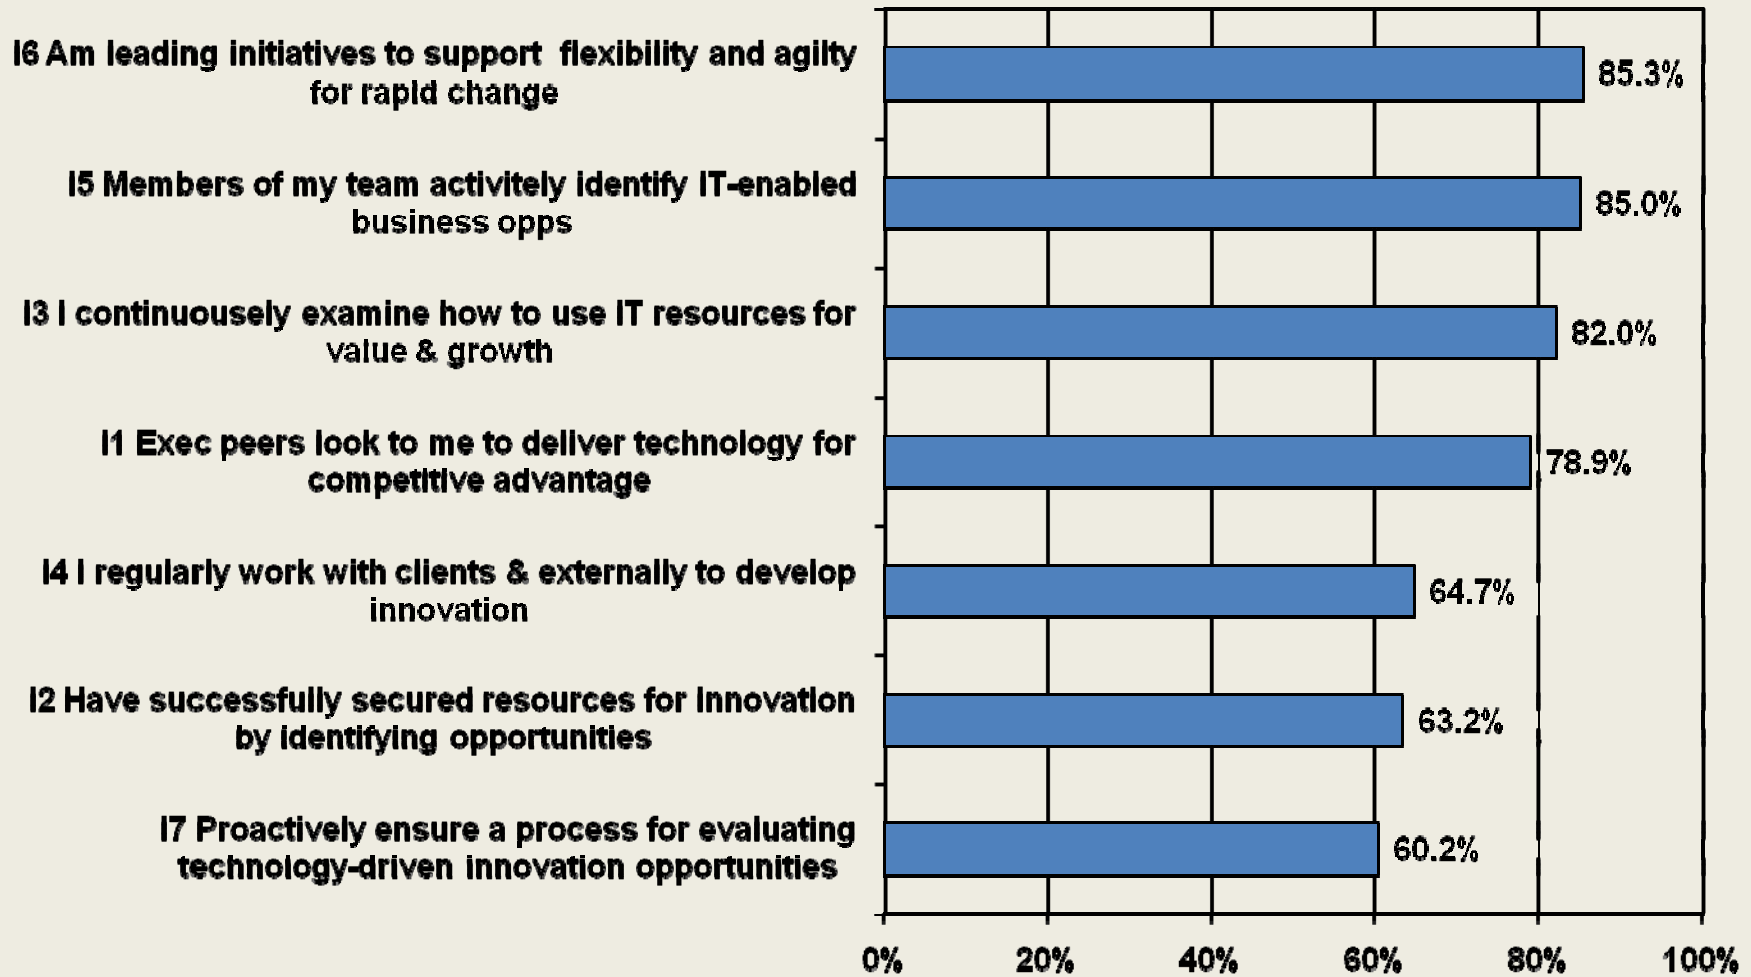 I6 Am leading initiatives to support flexibility and agilty
for rapid change
85.3%
I5 Members of my team activitely identify IT-enabled
business opps
85.0%
I3 I continuousely examine how to use IT resources for
value & growth
82.0%
I1 Exec peers look to me to deliver technology for
competitive advantage
78.9%
I4 I regularly work with clients & externally to develop
innovation
64.7%
I2 Have successfully secured resources for innovation
by identifying opportunities
63.2%
I7 Proactively ensure a process for evaluating
technology-driven innovation opportunities
60.2%
0% 20% 40% 60% 80% 100%